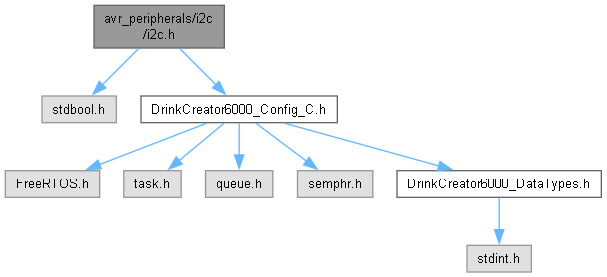 avr_peripherals/i2c
/i2c.h
stdbool.h
DrinkCreator6000_Config_C.h
FreeRTOS.h
task.h
queue.h
semphr.h
DrinkCreator6000_DataTypes.h
stdint.h